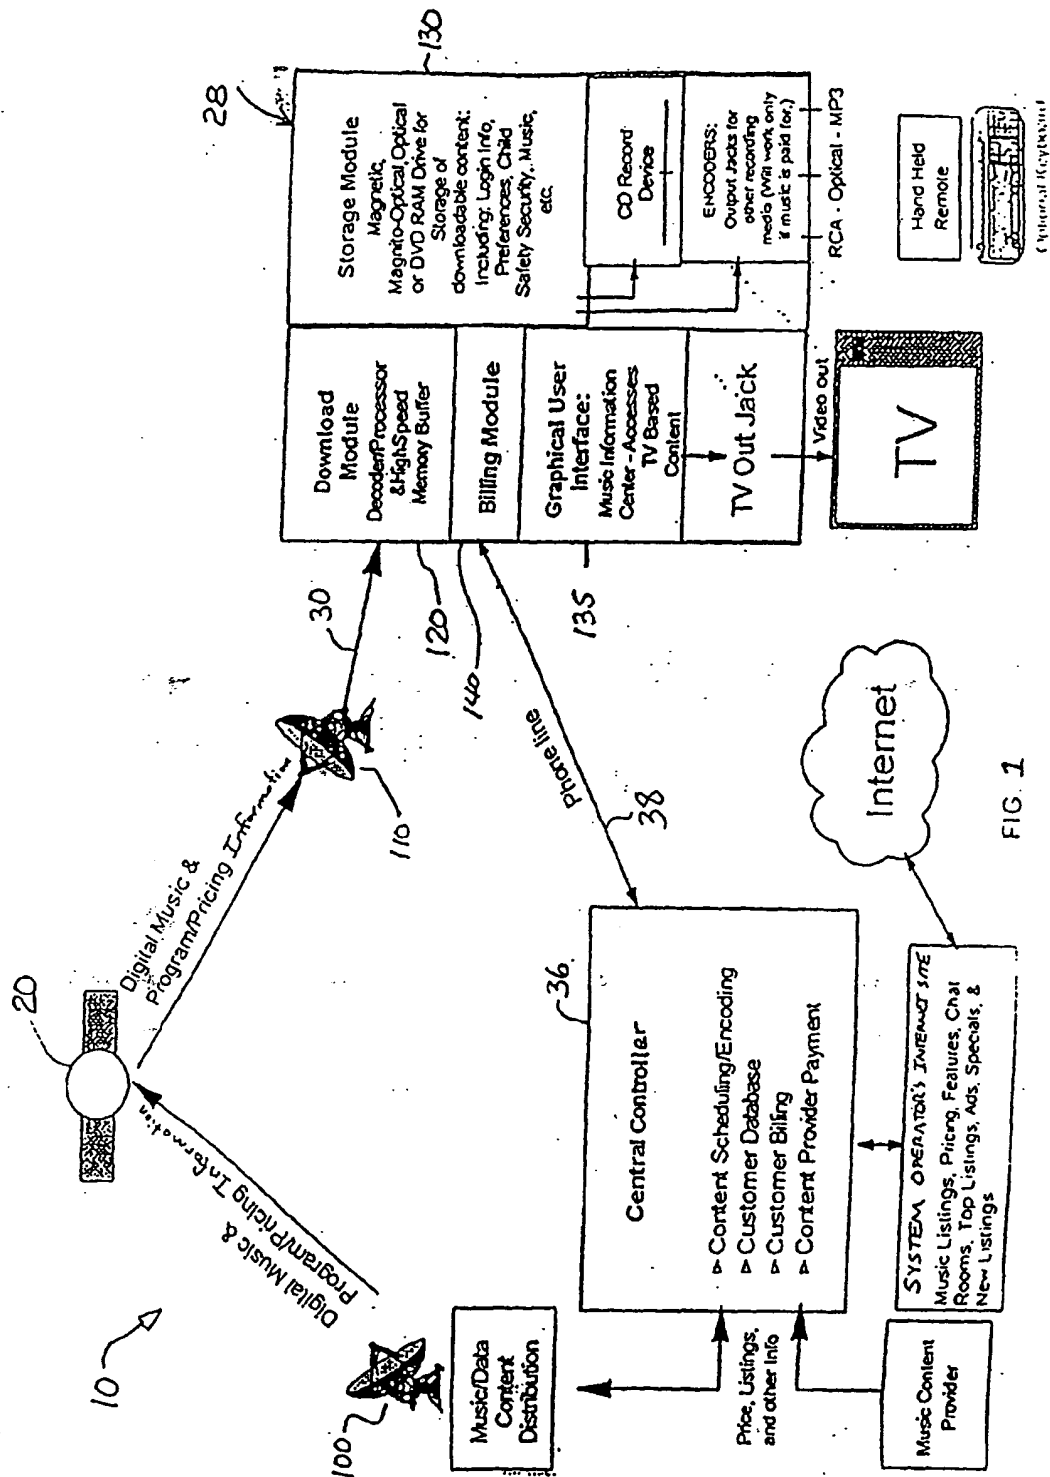 10
20
Digital Music &
Program/Pricing Information
Digital Music &
Program/Pricing Information
100
110
30
Music/Data
Content
Distribution
28
130
Download
Module
Decoder/Processor
& High Speed
Memory Buffer
120
140
Billing Module
Graphical User
Interface:
Music Information
Center - Accesses
TV Based
Content
135
TV Out Jack
Video out
TV
Storage Module
Magnetic,
Magnito-Optical, Optical
or DVD RAM Drive for
Storage of
downloadable content:
Including; Login Info,
Preferences, Child
Safety Security, Music,
etc.
CD Record
Device
ENCODERS:
Output Jacks for
other recording
media (Will work only
if music is paid for.)
RCA - Optical - MP3
Hand Held
Remote
Optional Keyboard
Phone line
38
36
Central Controller
Content Scheduling/Encoding
Customer Database
Customer Billing
Content Provider Payment
Price, Listings,
and other Info
Music Content
Provider
SYSTEM OPERATOR'S INTERNET SITE
Music Listings, Pricing, Features, Chat
Rooms, Top Listings, Ads, Specials, &
New Listings
Internet
FIG. 1